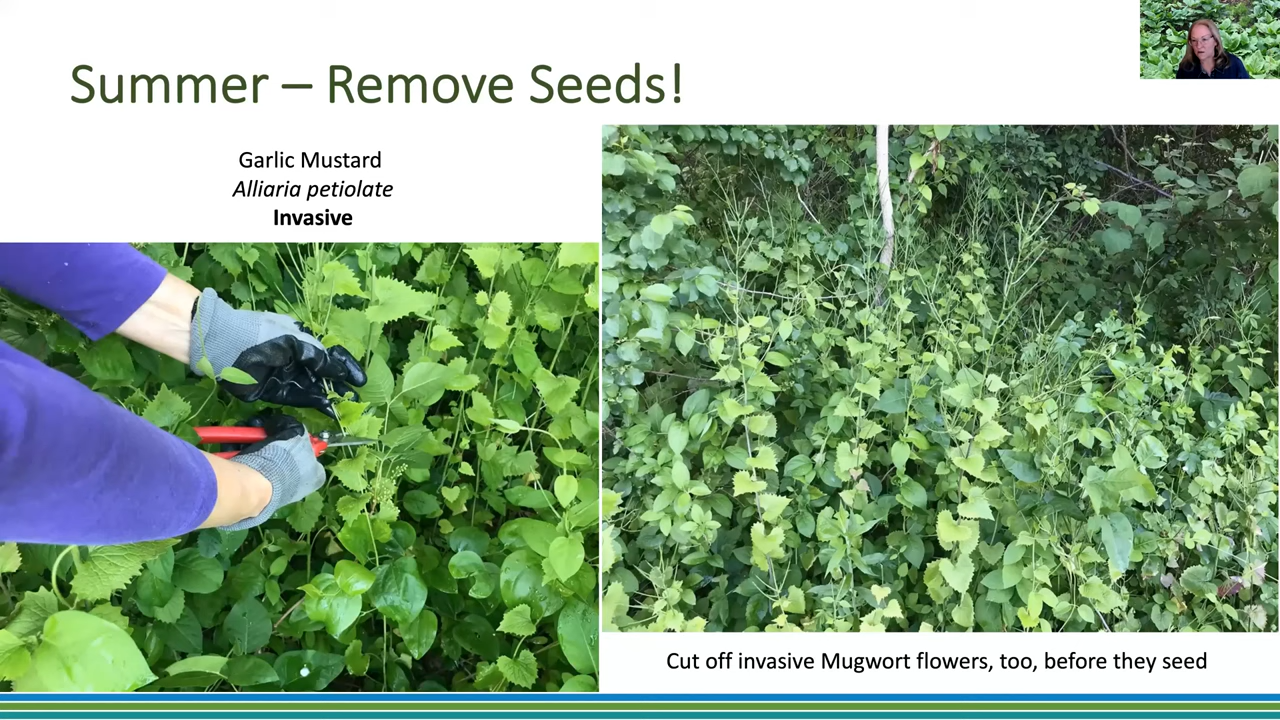 Summer – Remove Seeds!
Garlic Mustard
Alliaria petiolate
Invasive
Cut off invasive Mugwort flowers, too, before they seed